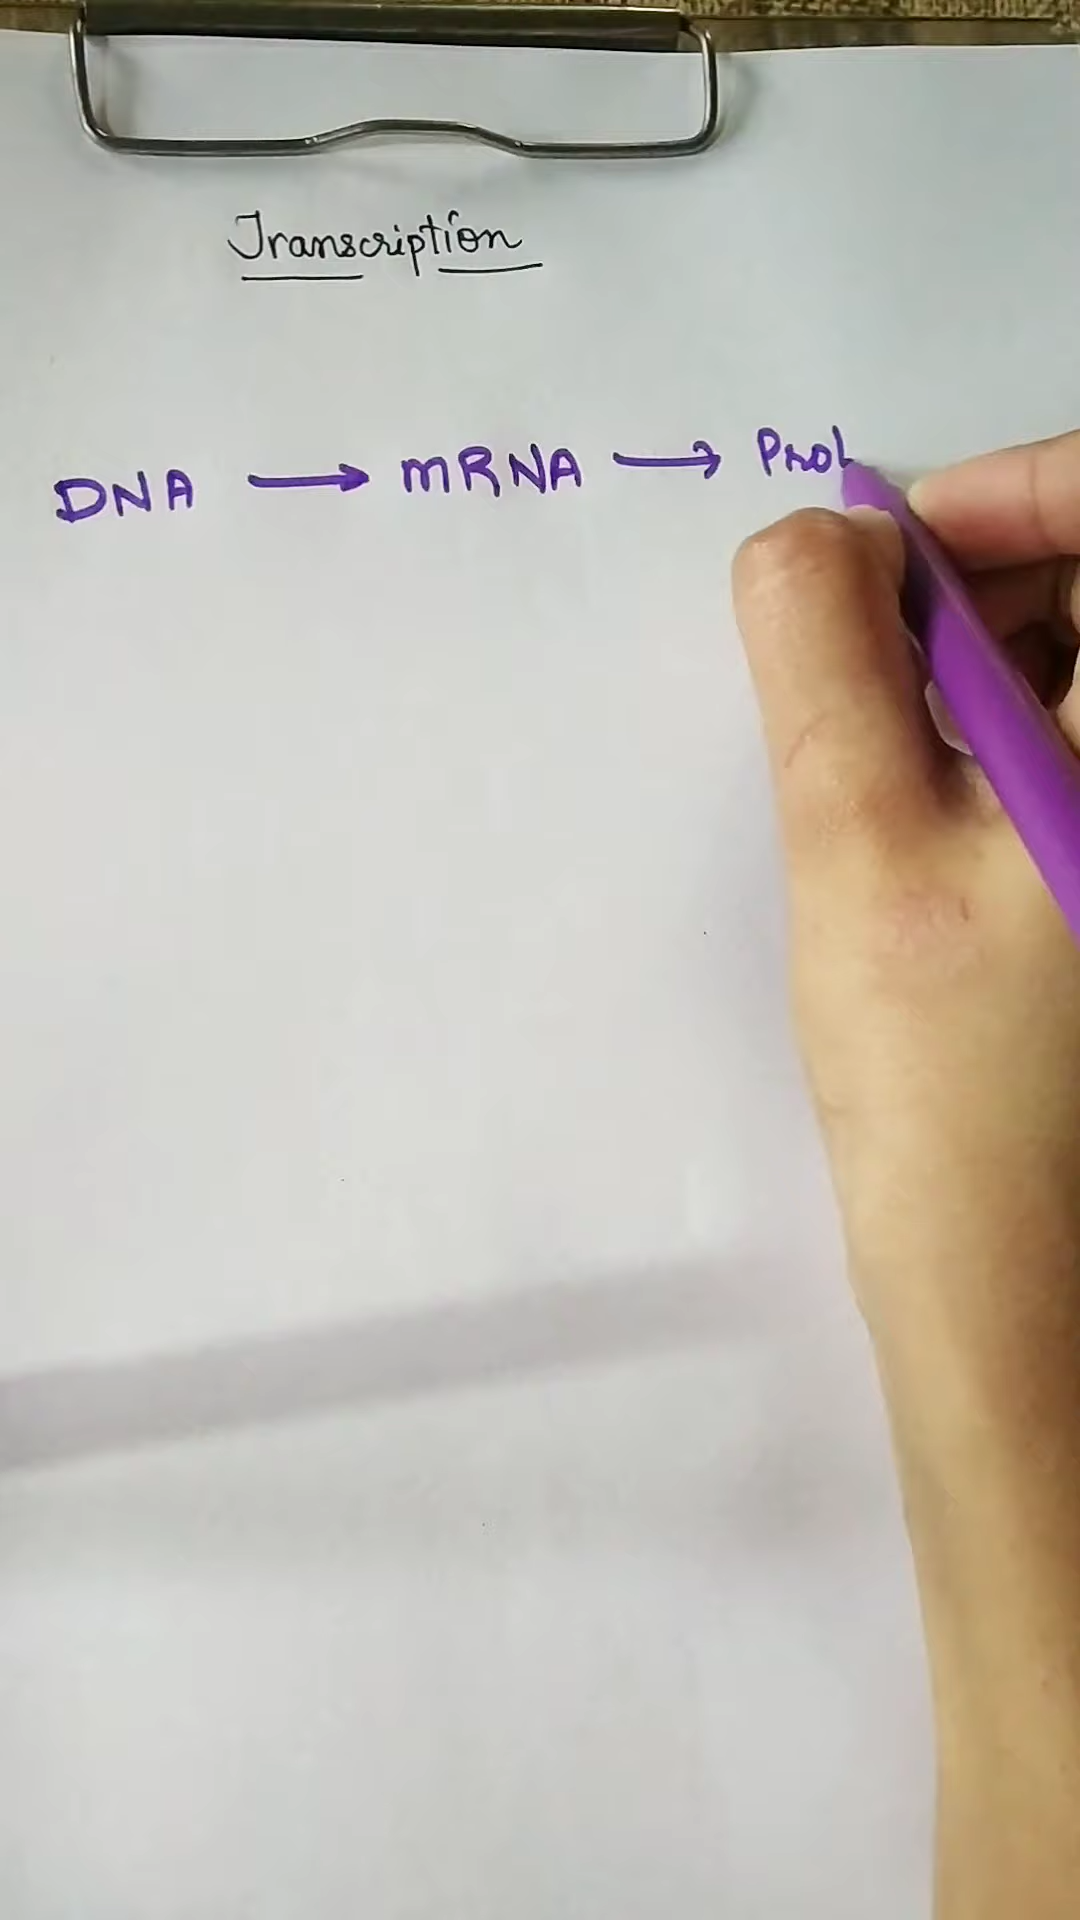 Transcription
DNA → mRNA → Prot